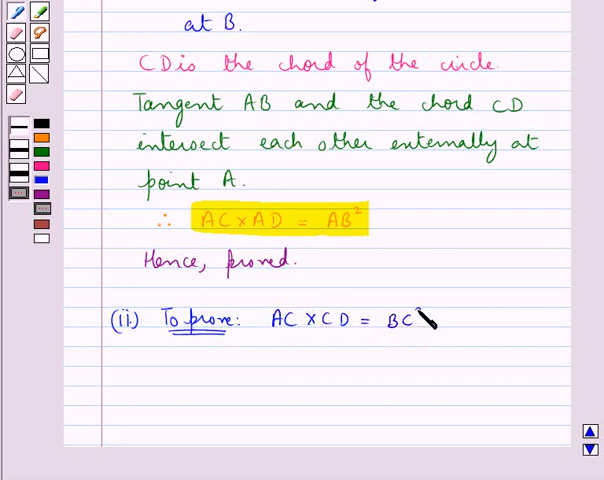 at B.
CD is the chord of the circle.
Tangent AB and the chord CD
intersect each other externally at
point A.
∴ AC × AD = AB²
Hence, proved.
(ii) To prove: AC × CD = BC²